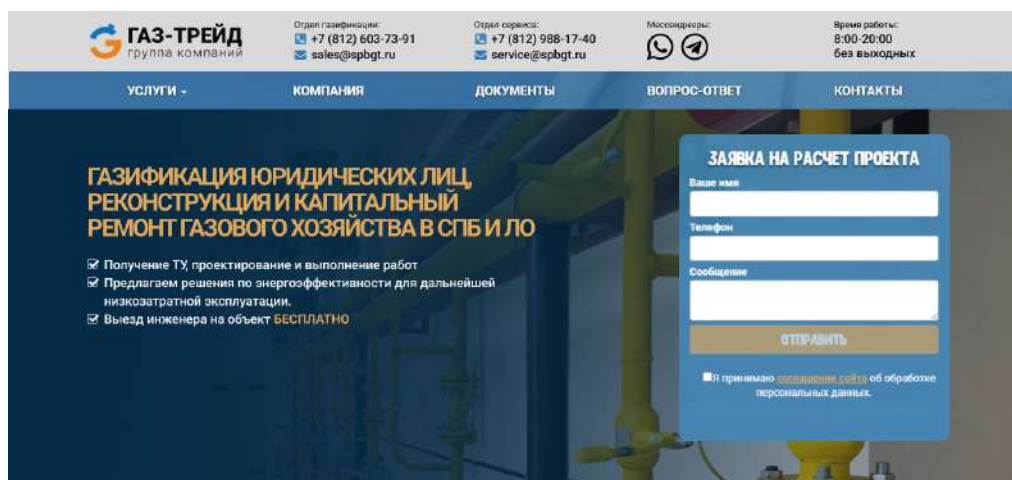 ГАЗ-ТРЕЙД
группа компаний
Отдел газификации:
+7 (812) 603-73-91
sales@spbgt.ru
Отдел сервиса:
+7 (812) 988-17-40
service@spbgt.ru
Мессенджеры:
Время работы:
8:00-20:00
без выходных
УСЛУГИ
КОМПАНИЯ
ДОКУМЕНТЫ
ВОПРОС-ОТВЕТ
КОНТАКТЫ
ГАЗИФИКАЦИЯ ЮРИДИЧЕСКИХ ЛИЦ,
РЕКОНСТРУКЦИЯ И КАПИТАЛЬНЫЙ
РЕМОНТ ГАЗОВОГО ХОЗЯЙСТВА В СПБ И ЛО
Получение ТУ, проектирование и выполнение работ
Предлагаем решения по энергоэффективности для дальнейшей
низкозатратной эксплуатации.
Выезд инженера на объект БЕСПЛАТНО
ЗАЯВКА НА РАСЧЕТ ПРОЕКТА
Ваше имя
Телефон
Сообщение
ОТПРАВИТЬ
Я принимаю соглашение сайта об обработке
персональных данных.